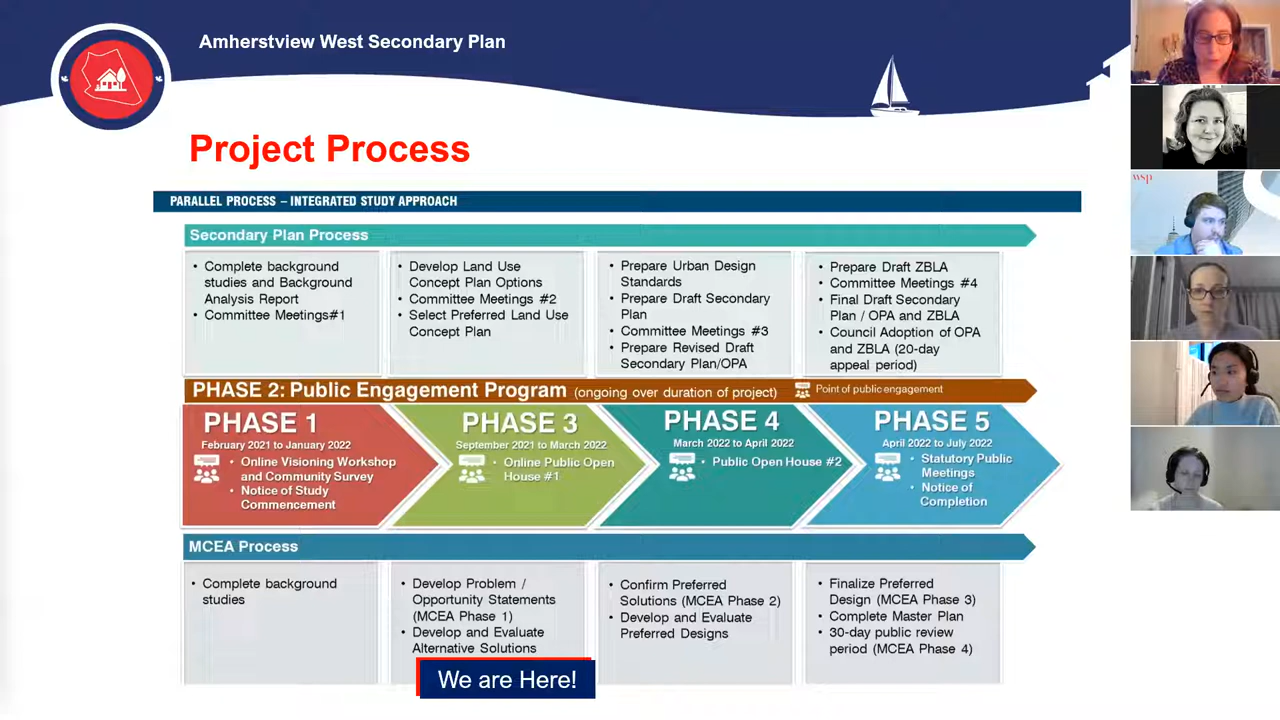 Amherstview West Secondary Plan
wsp
Project Process
PARALLEL PROCESS – INTEGRATED STUDY APPROACH
Secondary Plan Process
• Complete background
studies and Background
Analysis Report
• Committee Meetings#1
• Develop Land Use
Concept Plan Options
• Committee Meetings #2
• Select Preferred Land Use
Concept Plan
• Prepare Urban Design
Standards
• Prepare Draft Secondary
Plan
• Committee Meetings #3
• Prepare Revised Draft
Secondary Plan/OPA
• Prepare Draft ZBLA
• Committee Meetings #4
• Final Draft Secondary
Plan / OPA and ZBLA
• Council Adoption of OPA
and ZBLA (20-day
appeal period)
PHASE 2: Public Engagement Program (ongoing over duration of project) Point of public engagement
PHASE 1
February 2021 to January 2022
• Online Visioning Workshop
and Community Survey
• Notice of Study
Commencement
PHASE 3
September 2021 to March 2022
• Online Public Open
House #1
PHASE 4
March 2022 to April 2022
• Public Open House #2
PHASE 5
April 2022 to July 2022
• Statutory Public
Meetings
• Notice of
Completion
MCEA Process
• Complete background
studies
• Develop Problem /
Opportunity Statements
(MCEA Phase 1)
• Develop and Evaluate
Alternative Solutions
• Confirm Preferred
Solutions (MCEA Phase 2)
• Develop and Evaluate
Preferred Designs
• Finalize Preferred
Design (MCEA Phase 3)
• Complete Master Plan
• 30-day public review
period (MCEA Phase 4)
We are Here!